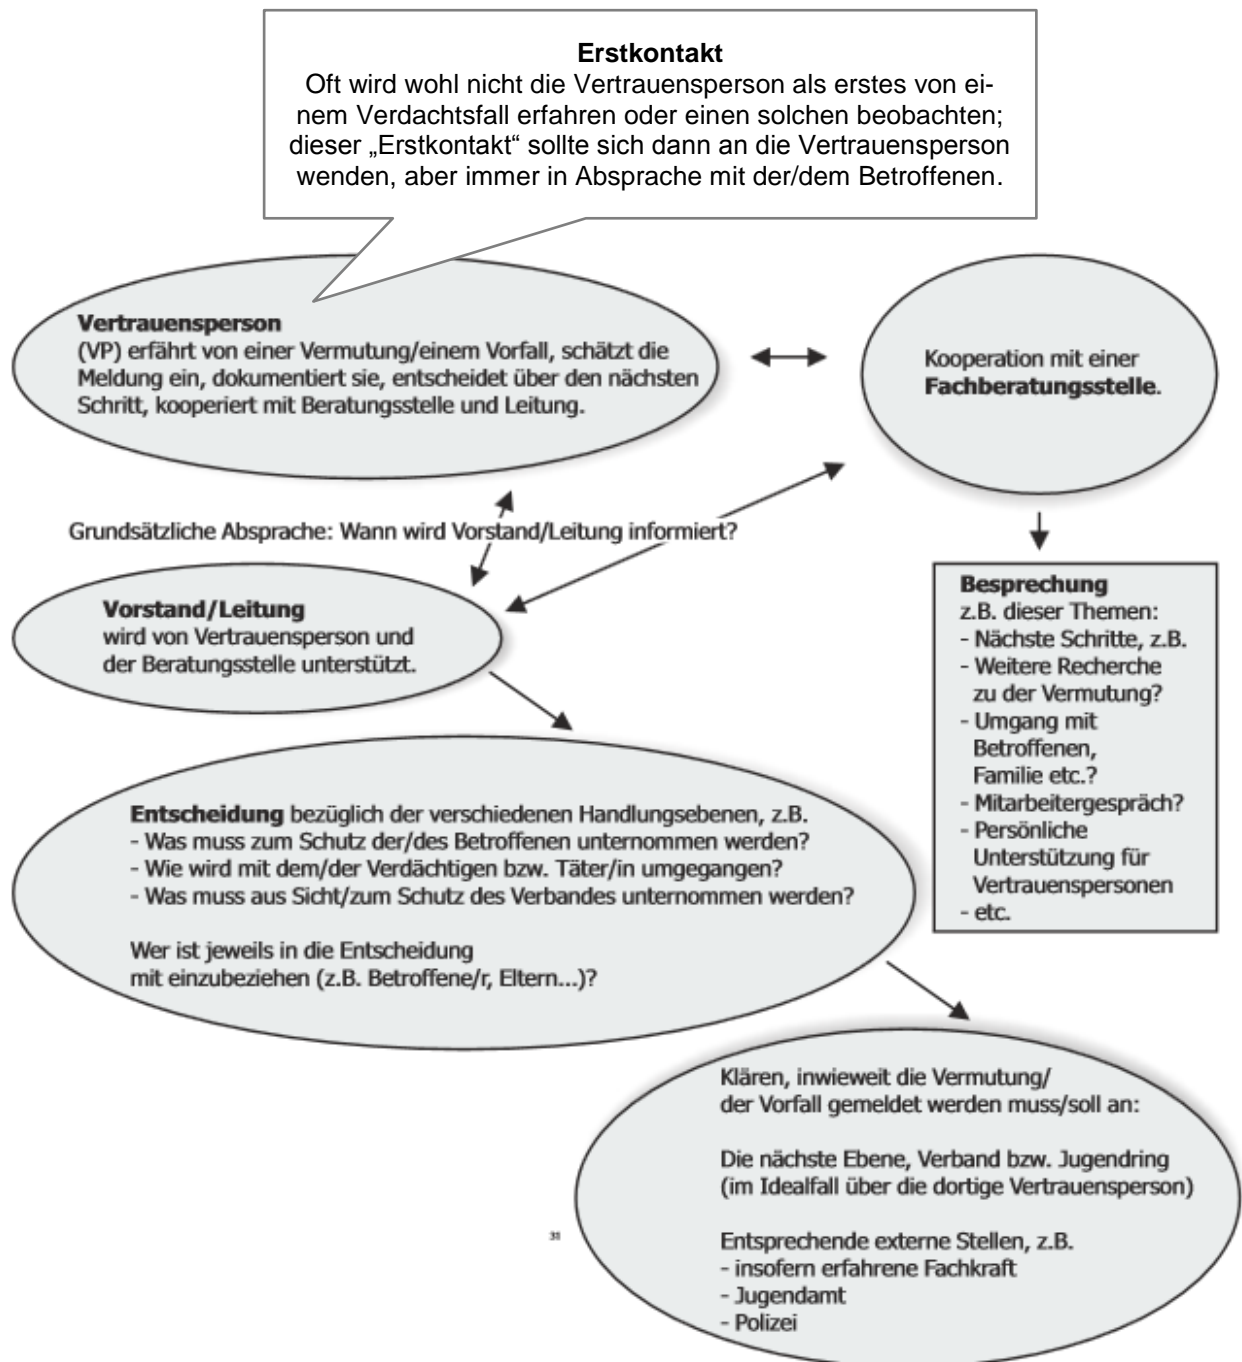 Erstkontakt
Oft wird wohl nicht die Vertrauensperson als erstes von ei-
nem Verdachtsfall erfahren oder einen solchen beobachten;
dieser „Erstkontakt“ sollte sich dann an die Vertrauensperson
wenden, aber immer in Absprache mit der/dem Betroffenen.
Vertrauensperson
(VP) erfährt von einer Vermutung/einem Vorfall, schätzt die
Meldung ein, dokumentiert sie, entscheidet über den nächsten
Schritt, kooperiert mit Beratungsstelle und Leitung.
Kooperation mit einer
Fachberatungsstelle.
Grundsätzliche Absprache: Wann wird Vorstand/Leitung informiert?
Vorstand/Leitung
wird von Vertrauensperson und
der Beratungsstelle unterstützt.
Besprechung
z.B. dieser Themen:
- Nächste Schritte, z.B.
- Weitere Recherche
zu der Vermutung?
- Umgang mit
Betroffenen,
Familie etc.?
- Mitarbeitergespräch?
- Persönliche
Unterstützung für
Vertrauenspersonen
- etc.
Entscheidung bezüglich der verschiedenen Handlungsebenen, z.B.
- Was muss zum Schutz der/des Betroffenen unternommen werden?
- Wie wird mit dem/der Verdächtigen bzw. Täter/in umgegangen?
- Was muss aus Sicht/zum Schutz des Verbandes unternommen werden?
Wer ist jeweils in die Entscheidung
mit einzubeziehen (z.B. Betroffene/r, Eltern...)?
Klären, inwieweit die Vermutung/
der Vorfall gemeldet werden muss/soll an:
Die nächste Ebene, Verband bzw. Jugendring
(im Idealfall über die dortige Vertrauensperson)
Entsprechende externe Stellen, z.B.
- insofern erfahrene Fachkraft
- Jugendamt
- Polizei